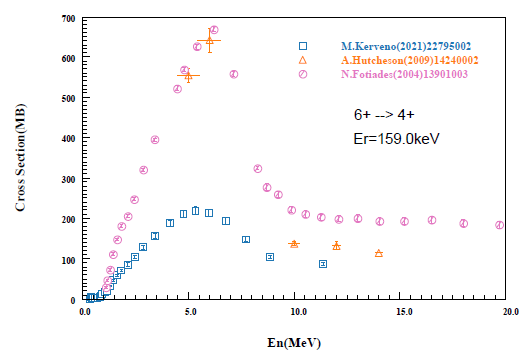 700
600
500
400
300
200
100
0
Cross Section(MB)
M.Kerveno(2021)22795002
A.Hutcheson(2009)14240002
N.Fotiades(2004)13901003
6+ --> 4+
Er=159.0keV
0.0 5.0 10.0 15.0 20.0
En(MeV)